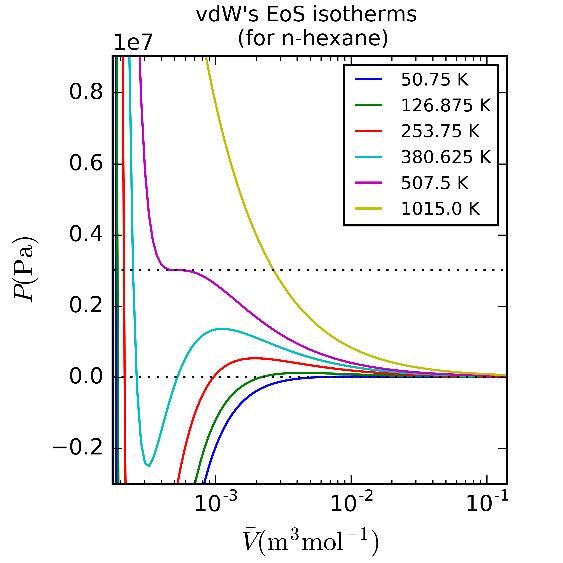 vdW's EoS isotherms
(for n-hexane)
1e7
0.8
0.6
0.4
0.2
0.0
−0.2
P(Pa)
50.75 K
126.875 K
253.75 K
380.625 K
507.5 K
1015.0 K
10⁻³
10⁻²
10⁻¹
V̄(m³mol⁻¹)